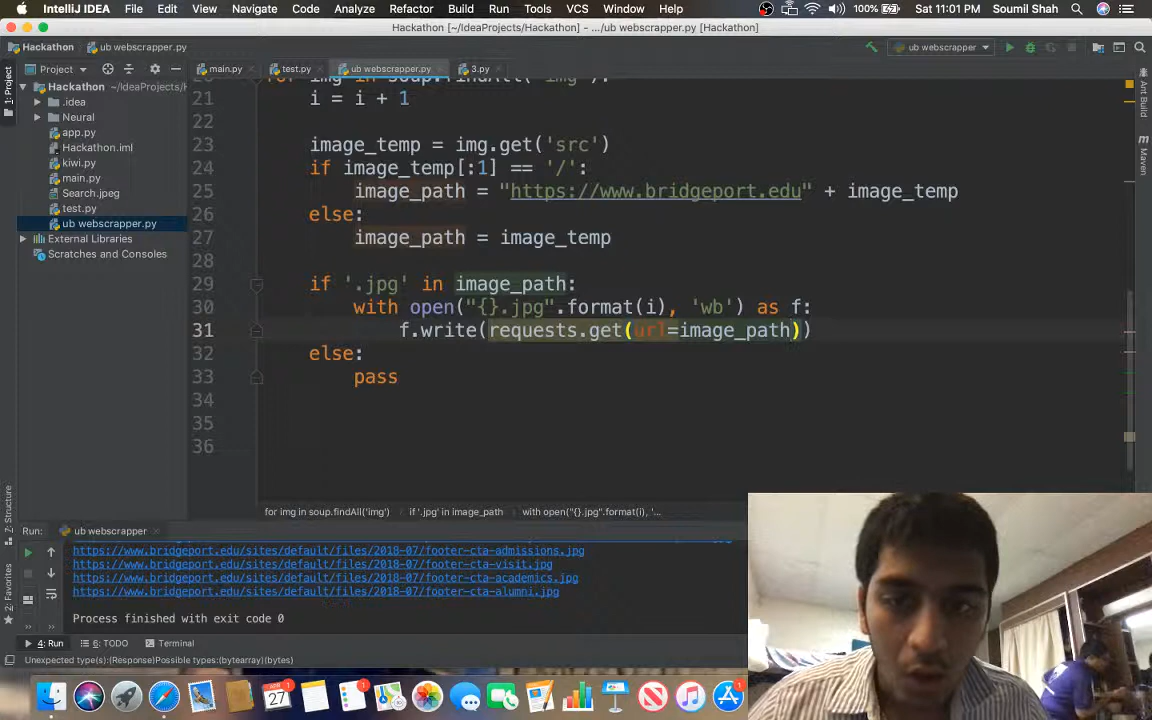 IntelliJ IDEA File Edit View Navigate Code Analyze Refactor Build Run Tools VCS Window Help 100% Sat 11:01 PM Soumil Shah
Hackathon [~/IdeaProjects/Hackathon] - .../ub webscrapper.py [Hackathon]
Hackathon ub webscrapper.py ub webscrapper
Project main.py test.py ub webscrapper.py 3.py
1: Project
Hackathon ~/IdeaProjects/
.idea
Neural
app.py
Hackathon.iml
kiwi.py
main.py
Search.jpeg
test.py
ub webscrapper.py
External Libraries
Scratches and Consoles
21 i = i + 1
22
23 image_temp = img.get('src')
24 if image_temp[:1] == '/':
25 image_path = "https://www.bridgeport.edu" + image_temp
26 else:
27 image_path = image_temp
28
29 if '.jpg' in image_path:
30 with open("{}.jpg".format(i), 'wb') as f:
31 f.write(requests.get(url=image_path))
32 else:
33 pass
34
35
36
for img in soup.findAll('img') if '.jpg' in image_path with open("{}.jpg".format(i), '...
Ant Build
Maven
7: Structure
2: Favorites
Run: ub webscrapper
https://www.bridgeport.edu/sites/default/files/2018-07/footer-cta-admissions.jpg
https://www.bridgeport.edu/sites/default/files/2018-07/footer-cta-visit.jpg
https://www.bridgeport.edu/sites/default/files/2018-07/footer-cta-academics.jpg
https://www.bridgeport.edu/sites/default/files/2018-07/footer-cta-alumni.jpg
Process finished with exit code 0
4: Run 6: TODO Terminal
Unexpected type(s):(Response)Possible types:(bytearray)(bytes)
27